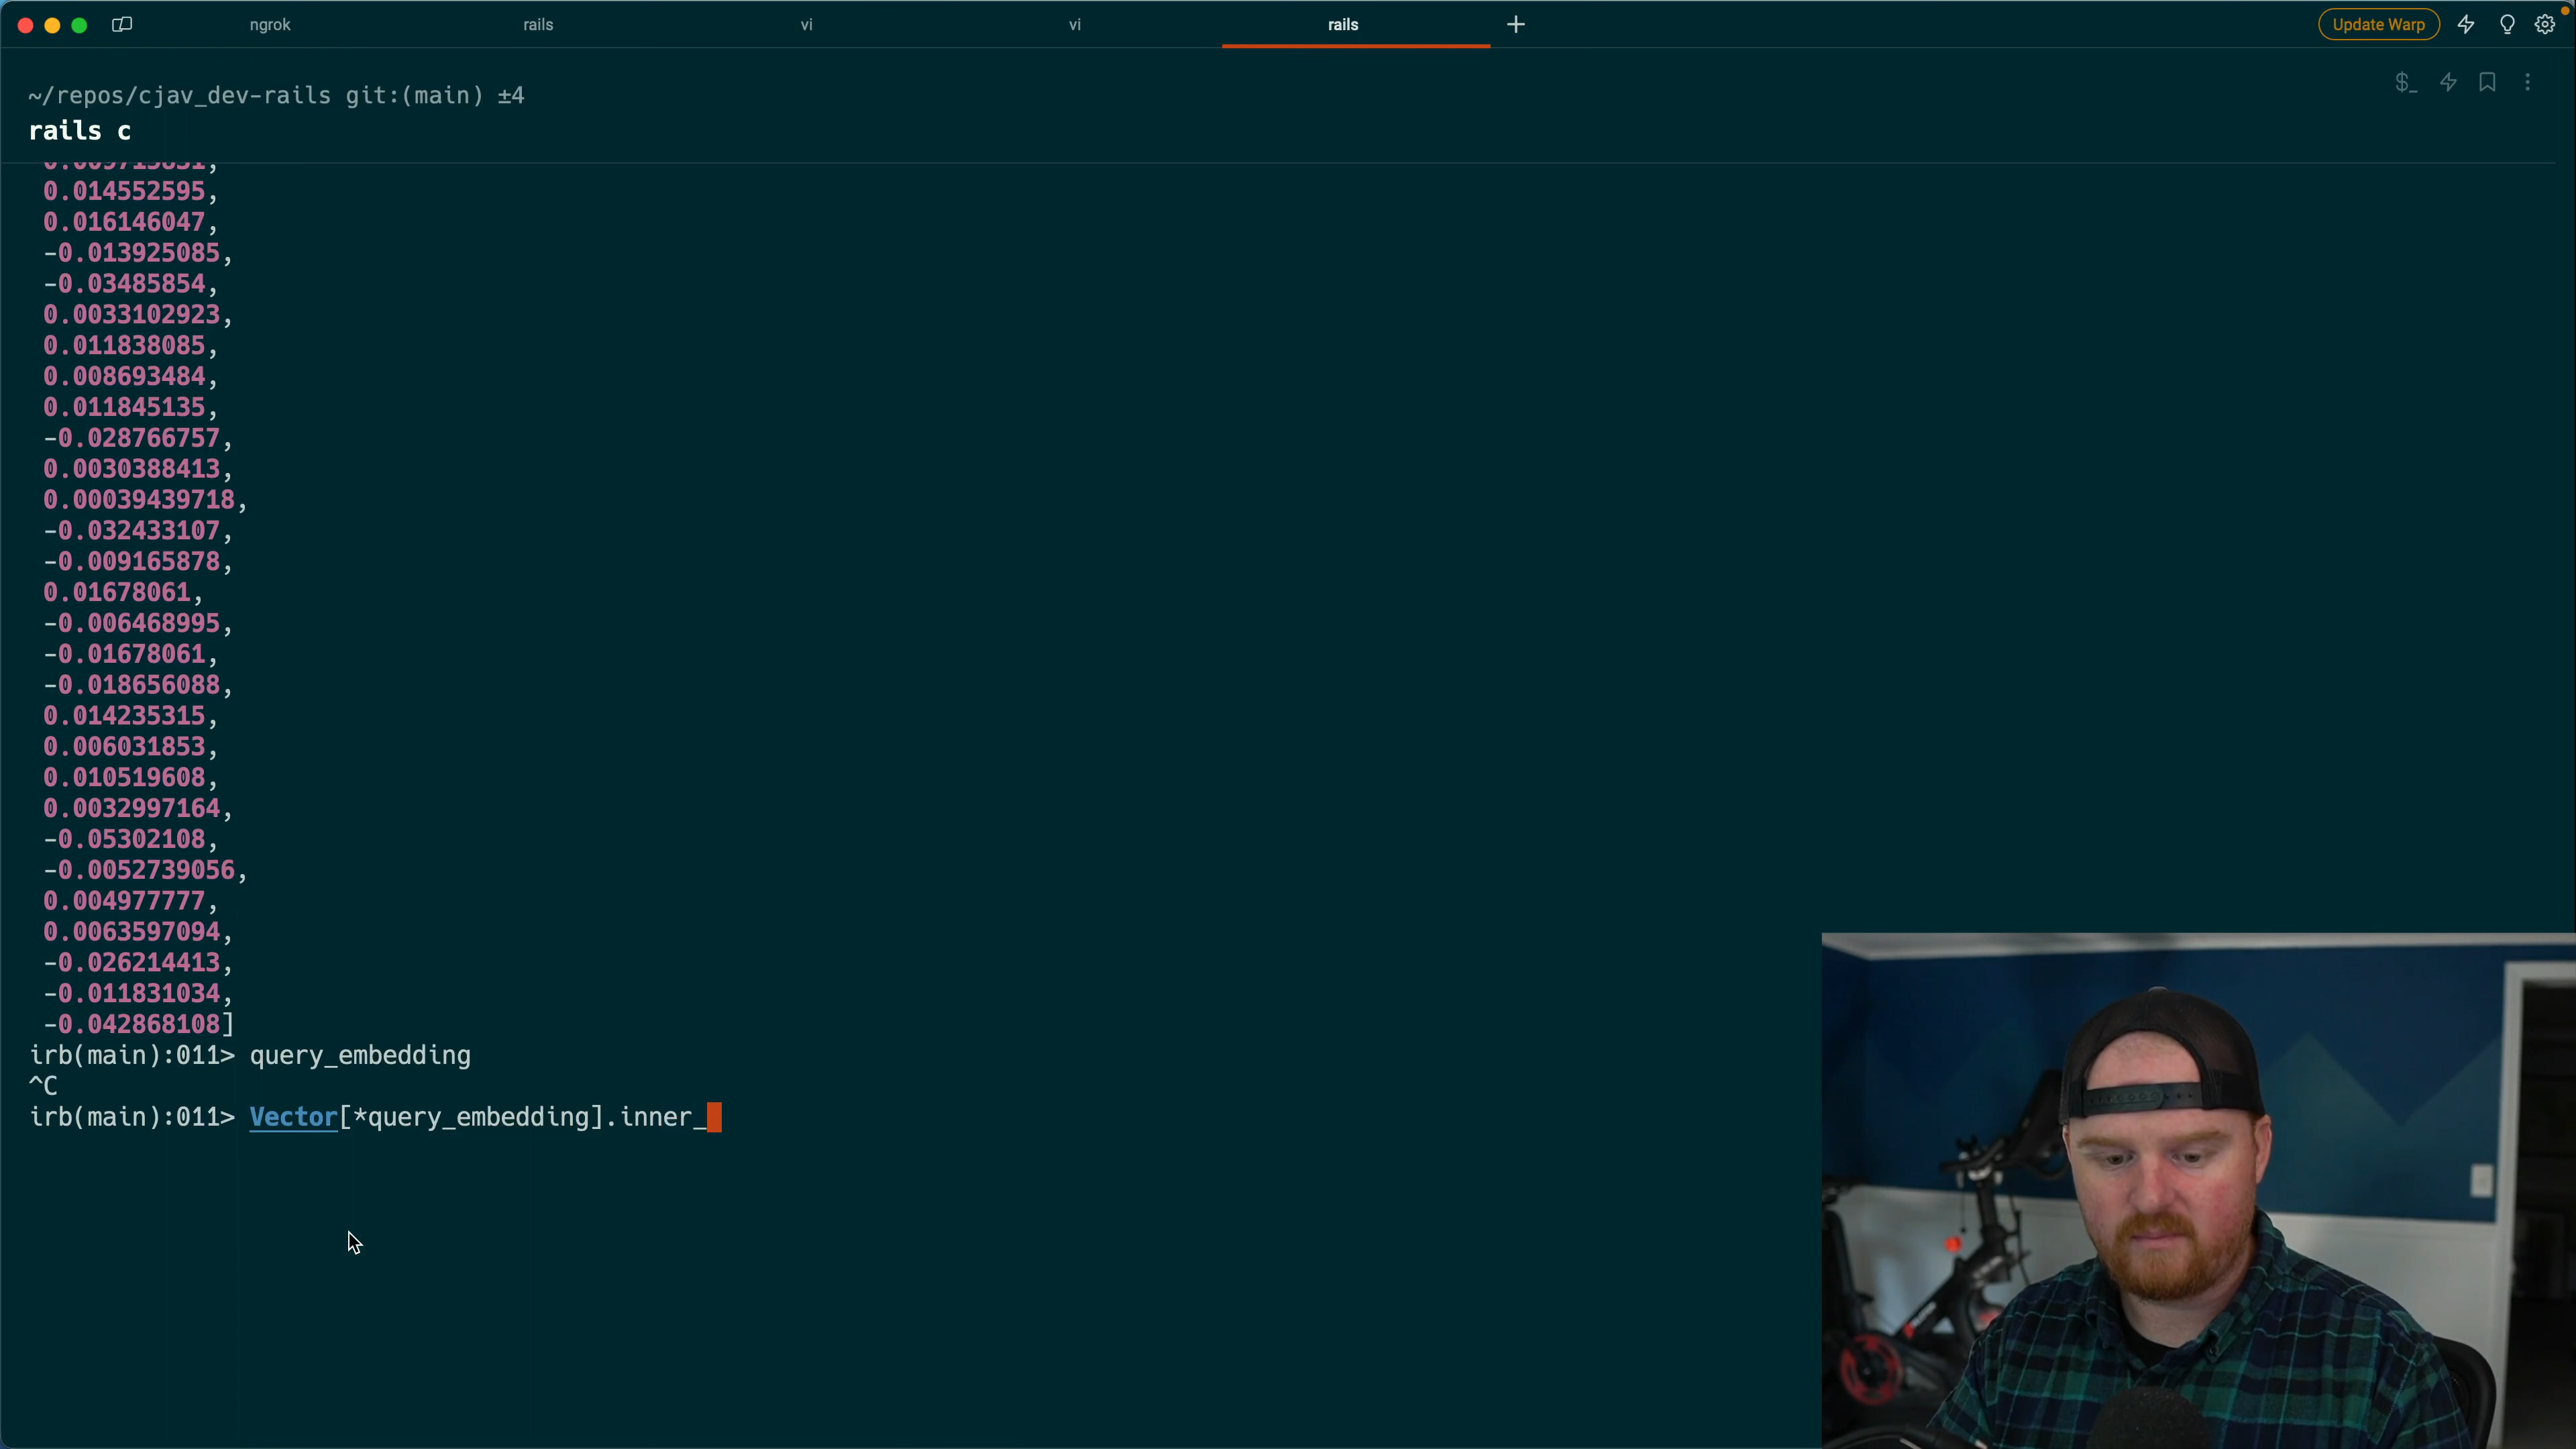 ngrok
rails
vi
vi
rails
Update Warp
~/repos/cjav_dev-rails git:(main) ±4
rails c
0.014552595,
0.016146047,
-0.013925085,
-0.03485854,
0.0033102923,
0.011838085,
0.008693484,
0.011845135,
-0.028766757,
0.0030388413,
0.00039439718,
-0.032433107,
-0.009165878,
0.01678061,
-0.006468995,
-0.01678061,
-0.018656088,
0.014235315,
0.006031853,
0.010519608,
0.0032997164,
-0.05302108,
-0.0052739056,
0.004977777,
0.0063597094,
-0.026214413,
-0.011831034,
-0.042868108]
irb(main):011> query_embedding
^C
irb(main):011> Vector[*query_embedding].inner_